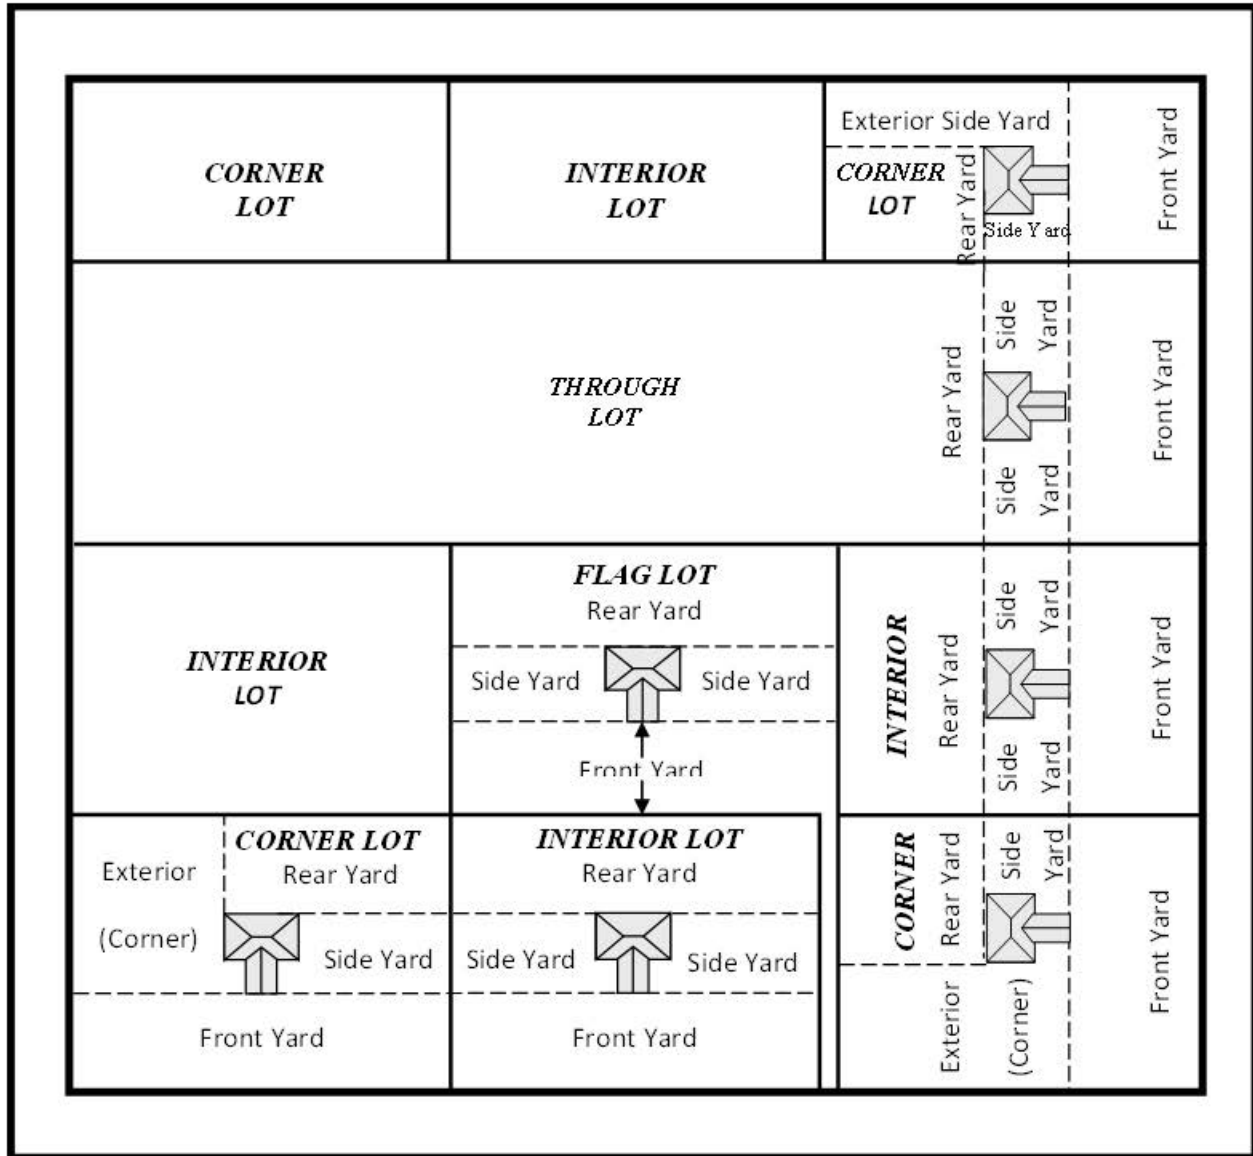 CORNER
LOT
INTERIOR
LOT
Exterior Side Yard
CORNER
LOT
Rear Yard
Side Yard
Front Yard
THROUGH
LOT
Rear Yard
Side
Yard
Side
Yard
Front Yard
INTERIOR
LOT
FLAG LOT
Rear Yard
Side Yard
Side Yard
Front Yard
INTERIOR
Rear Yard
Side
Yard
Side
Yard
Front Yard
CORNER LOT
Rear Yard
Exterior
(Corner)
Side Yard
Front Yard
INTERIOR LOT
Rear Yard
Side Yard
Side Yard
Front Yard
CORNER
Rear Yard
Side
Yard
Exterior
(Corner)
Front Yard